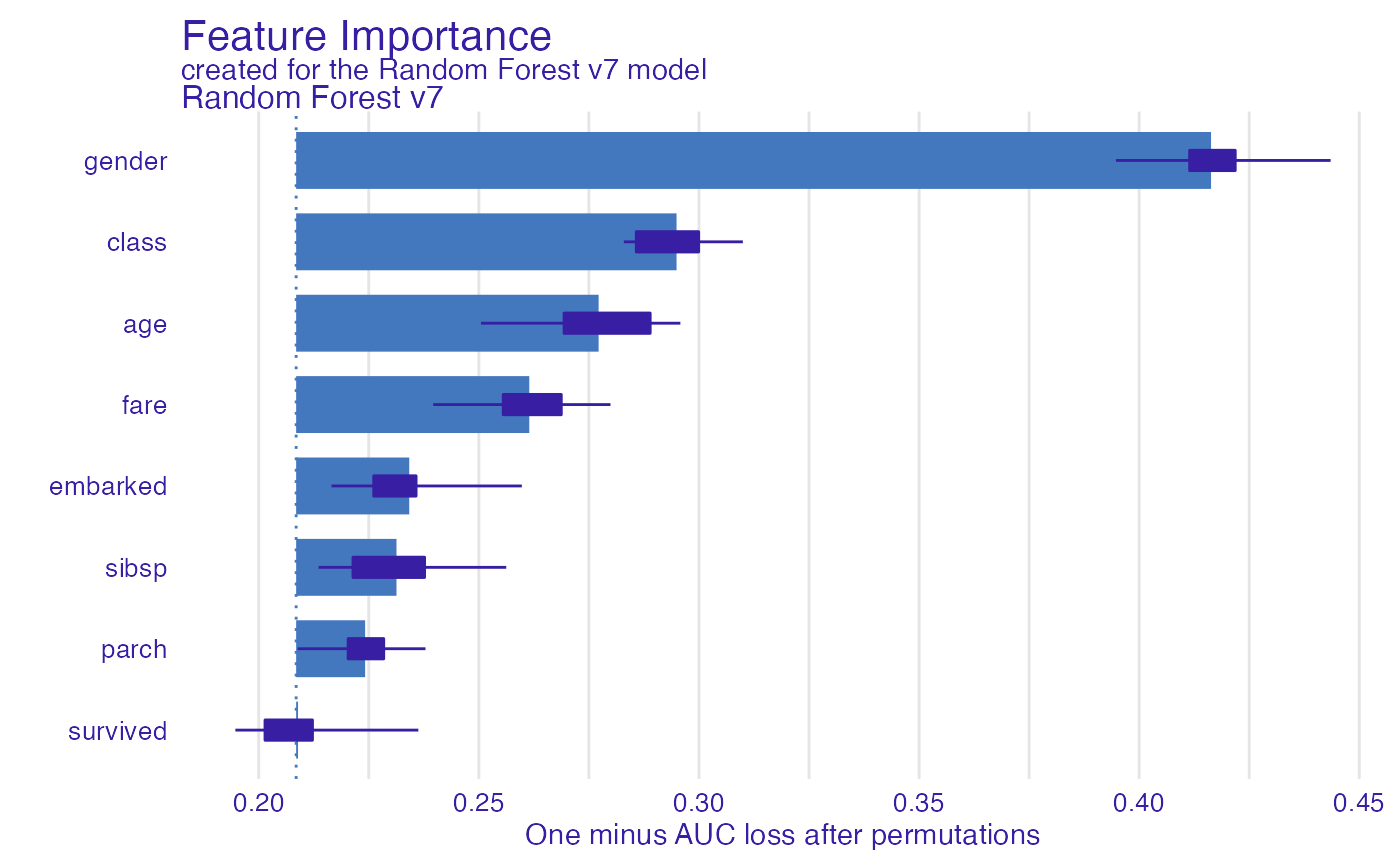 Feature Importance
created for the Random Forest v7 model
Random Forest v7
gender
class
age
fare
embarked
sibsp
parch
survived
0.20 0.25 0.30 0.35 0.40 0.45
One minus AUC loss after permutations